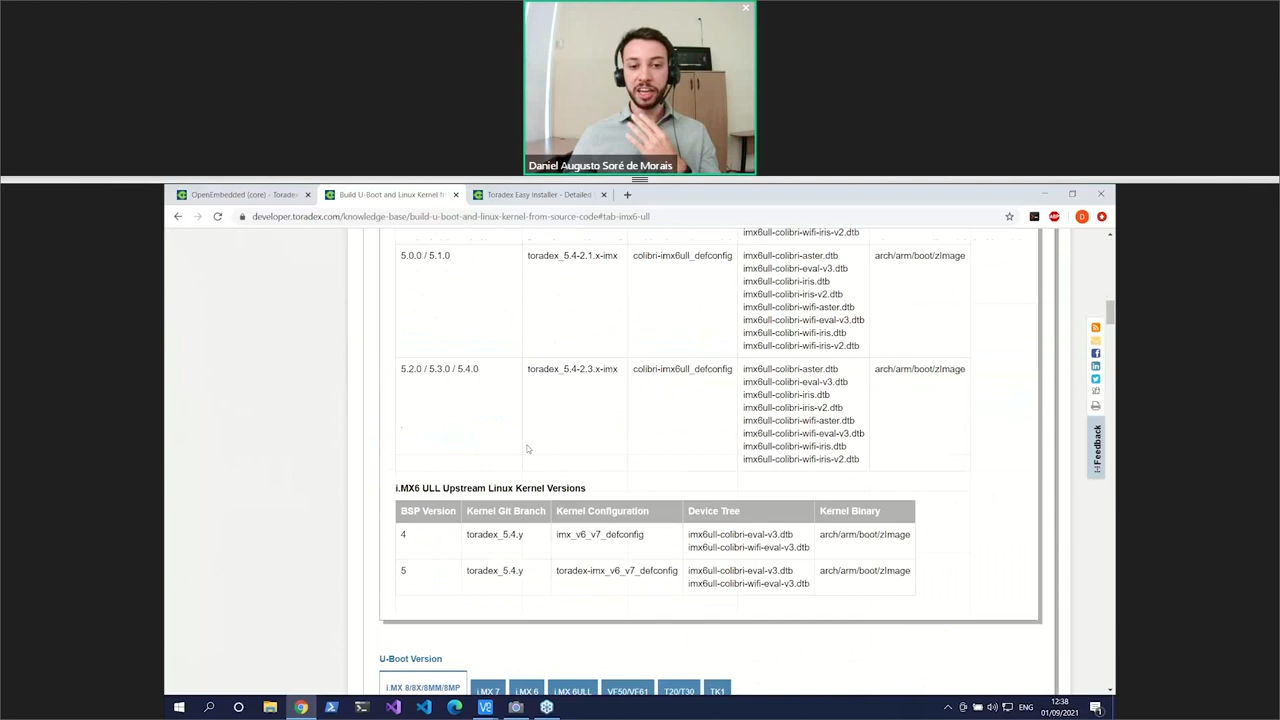 Daniel Augusto Soré de Morais
OpenEmbedded (core) - Toradex
Build U-Boot and Linux Kernel fr
Toradex Easy Installer - Detailed
developer.toradex.com/knowledge-base/build-u-boot-and-linux-kernel-from-source-code#tab-imx6-ull
imx6ull-colibri-wifi-iris-v2.dtb
5.0.0 / 5.1.0 toradex_5.4-2.1.x-imx colibri-imx6ull_defconfig imx6ull-colibri-aster.dtb arch/arm/boot/zImage
imx6ull-colibri-eval-v3.dtb
imx6ull-colibri-iris.dtb
imx6ull-colibri-iris-v2.dtb
imx6ull-colibri-wifi-aster.dtb
imx6ull-colibri-wifi-eval-v3.dtb
imx6ull-colibri-wifi-iris.dtb
imx6ull-colibri-wifi-iris-v2.dtb
5.2.0 / 5.3.0 / 5.4.0 toradex_5.4-2.3.x-imx colibri-imx6ull_defconfig imx6ull-colibri-aster.dtb arch/arm/boot/zImage
imx6ull-colibri-eval-v3.dtb
imx6ull-colibri-iris.dtb
imx6ull-colibri-iris-v2.dtb
imx6ull-colibri-wifi-aster.dtb
imx6ull-colibri-wifi-eval-v3.dtb
imx6ull-colibri-wifi-iris.dtb
imx6ull-colibri-wifi-iris-v2.dtb
Feedback
i.MX6 ULL Upstream Linux Kernel Versions
BSP Version Kernel Git Branch Kernel Configuration Device Tree Kernel Binary
4 toradex_5.4.y imx_v6_v7_defconfig imx6ull-colibri-eval-v3.dtb arch/arm/boot/zImage
imx6ull-colibri-wifi-eval-v3.dtb
5 toradex_5.4.y toradex-imx_v6_v7_defconfig imx6ull-colibri-eval-v3.dtb arch/arm/boot/zImage
imx6ull-colibri-wifi-eval-v3.dtb
U-Boot Version
i.MX 8/8X/8MM/8MP i.MX 7 i.MX 6 i.MX 6ULL VF50/VF61 T20/T30 TK1
ENG
12:38
01/09/2021